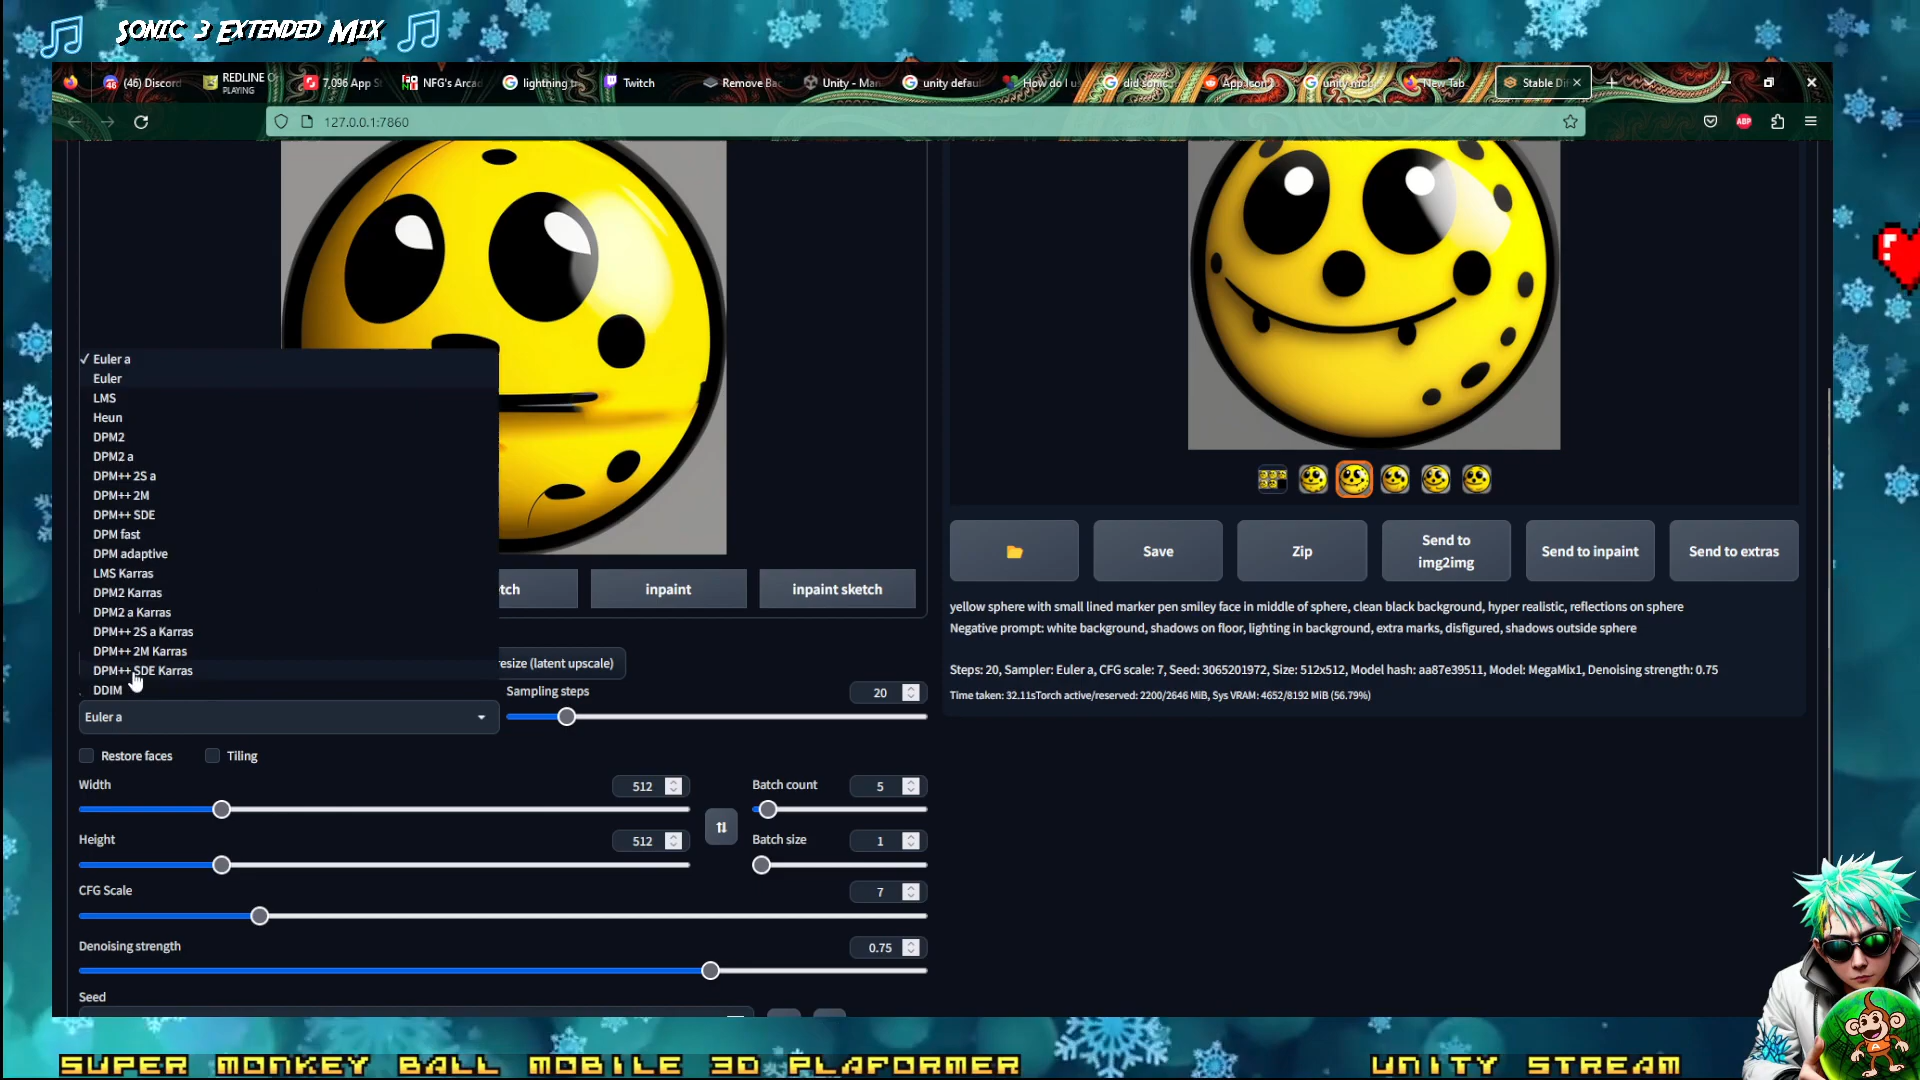 SONIC 3 EXTENDED MIX
(46) Discord
REDLINE
PLAYING
7,096 App S
NFG's Arca
lightning
Twitch
Remove Ba
Unity - Man
unity defau
How do I u
did sonic
App Icon
unity
New Tab
Stable Di
127.0.0.1:7860
ABP
✓ Euler a
Euler
LMS
Heun
DPM2
DPM2 a
DPM++ 2S a
DPM++ 2M
DPM++ SDE
DPM fast
DPM adaptive
LMS Karras
DPM2 Karras
DPM2 a Karras
DPM++ 2S a Karras
DPM++ 2M Karras
DPM++ SDE Karras
DDIM
Euler a
etch
inpaint
inpaint sketch
resize (latent upscale)
Sampling steps
20
Restore faces
Tiling
Width
512
Batch count
5
Height
512
Batch size
1
CFG Scale
7
Denoising strength
0.75
Seed
Save
Zip
Send to
img2img
Send to inpaint
Send to extras
yellow sphere with small lined marker pen smiley face in middle of sphere, clean black background, hyper realistic, reflections on sphere
Negative prompt: white background, shadows on floor, lighting in background, extra marks, disfigured, shadows outside sphere
Steps: 20, Sampler: Euler a, CFG scale: 7, Seed: 3065201972, Size: 512x512, Model hash: aa87e39511, Model: MegaMix1, Denoising strength: 0.75
Time taken: 32.11sTorch active/reserved: 2200/2646 MiB, Sys VRAM: 4652/8192 MiB (56.79%)
SUPER MONKEY BALL MOBILE 3D PLAFORMER
UNITY STREAM